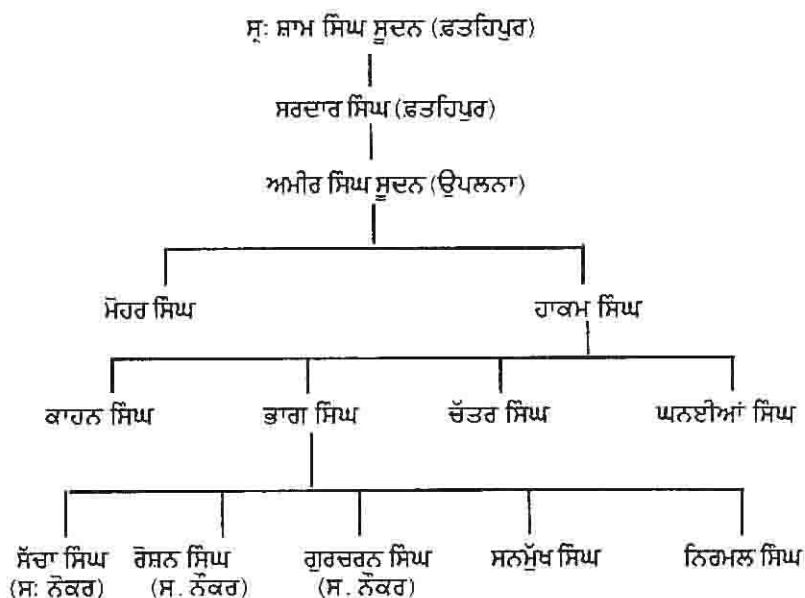 ਸ੍ਰ: ਸ਼ਾਮ ਸਿੰਘ ਸੂਦਨ (ਫ਼ਤਹਿਪੁਰ)
ਸਰਦਾਰ ਸਿੰਘ (ਫ਼ਤਹਿਪੁਰ)
ਅਮੀਰ ਸਿੰਘ ਸੂਦਨ (ਉਪਲਨਾ)
ਮੋਹਰ ਸਿੰਘ ਹਾਕਮ ਸਿੰਘ
ਕਾਹਨ ਸਿੰਘ ਭਾਗ ਸਿੰਘ ਚੱਤਰ ਸਿੰਘ ਘਨਈਆਂ ਸਿੰਘ
ਸੱਚਾ ਸਿੰਘ ਰੋਸ਼ਨ ਸਿੰਘ ਗੁਰਚਰਨ ਸਿੰਘ ਸਨਮੁੱਖ ਸਿੰਘ ਨਿਰਮਲ ਸਿੰਘ
(ਸ: ਨੌਕਰ) (ਸ. ਨੌਕਰ) (ਸ. ਨੌਕਰ)